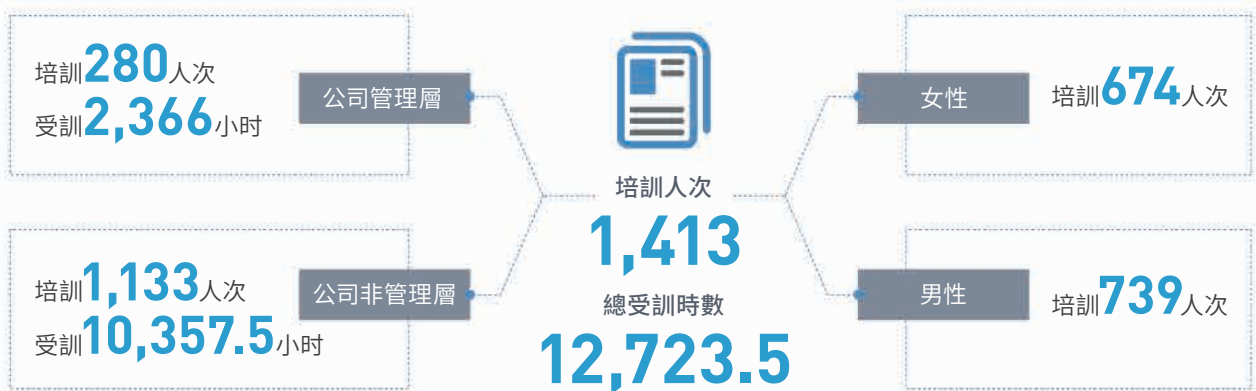 培訓280人次
受訓2,366小时
公司管理層
培訓1,133人次
受訓10,357.5小时
公司非管理層
培訓人次
1,413
總受訓時數
12,723.5
女性
培訓674人次
男性
培訓739人次